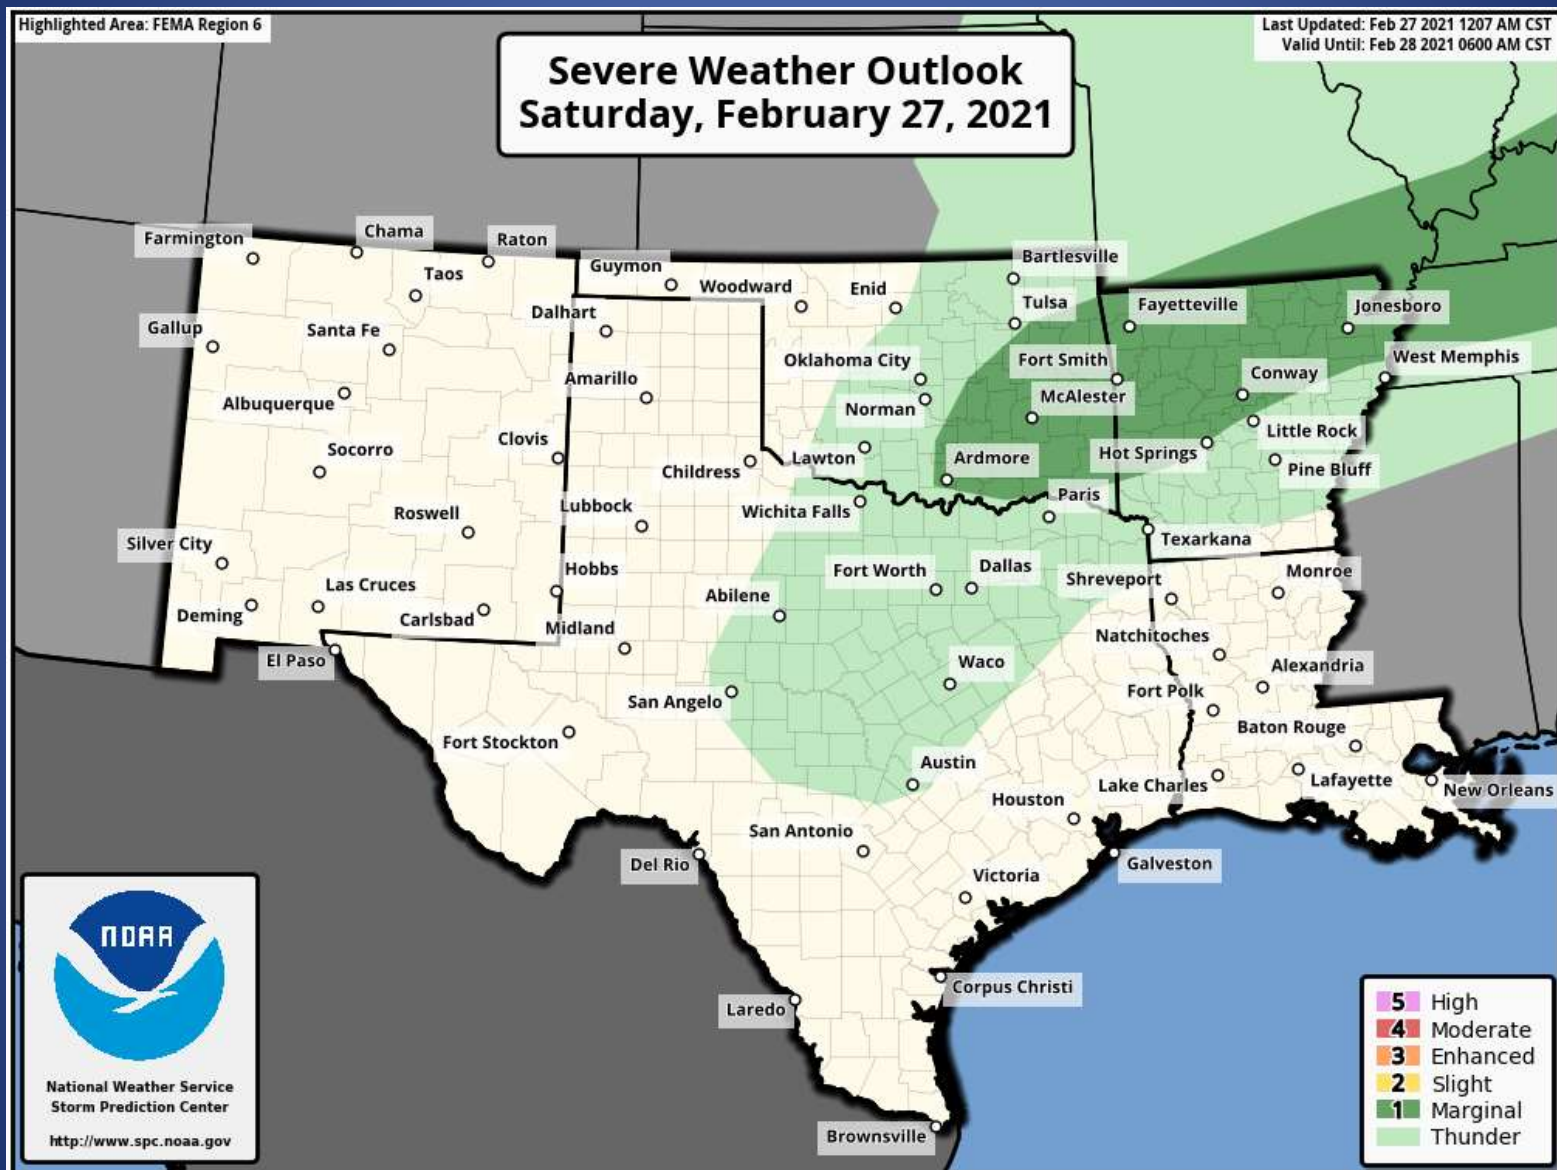 Highlighted Area: FEMA Region 6
Last Updated: Feb 27 2021 1207 AM CST
Valid Until: Feb 28 2021 0600 AM CST
Severe Weather Outlook
Saturday, February 27, 2021
Farmington
Chama
Raton
Taos
Guymon
Woodward
Enid
Bartlesville
Tulsa
Fayetteville
Jonesboro
Gallup
Santa Fe
Dalhart
Oklahoma City
Fort Smith
West Memphis
Conway
Amarillo
Albuquerque
Norman
McAlester
Little Rock
Socorro
Clovis
Childress
Lawton
Ardmore
Hot Springs
Pine Bluff
Roswell
Lubbock
Wichita Falls
Paris
Texarkana
Silver City
Las Cruces
Hobbs
Fort Worth
Dallas
Shreveport
Monroe
Deming
Carlsbad
Abilene
Midland
Natchitoches
El Paso
Waco
Alexandria
San Angelo
Fort Polk
Fort Stockton
Baton Rouge
Austin
Lake Charles
Lafayette
New Orleans
Houston
San Antonio
Del Rio
Galveston
Victoria
Corpus Christi
Laredo
Brownsville
NOAA
National Weather Service
Storm Prediction Center
http://www.spc.noaa.gov
5 High
4 Moderate
3 Enhanced
2 Slight
1 Marginal
Thunder